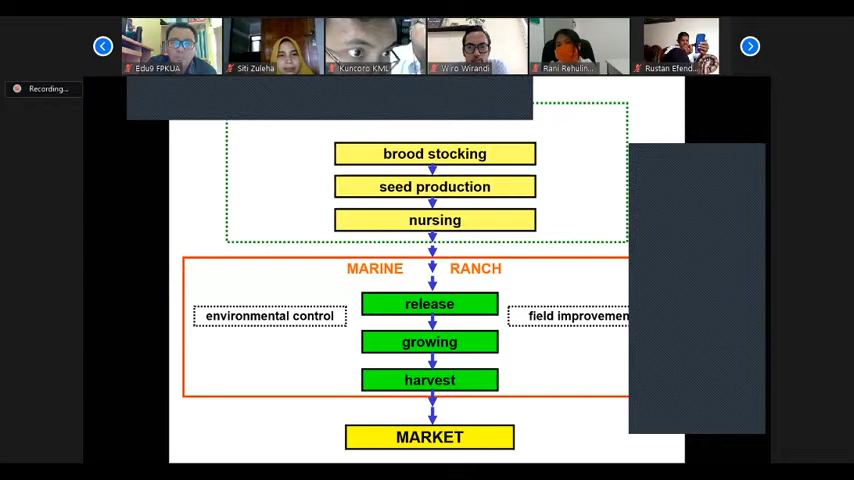 Edu9 FPKUA
Siti Zuleha
Kuncoro KML
Wiro Wirandi
Rani Rehulin...
Rustan Efend...
Recording...
brood stocking
seed production
nursing
MARINE RANCH
release
environmental control
field improvemen
growing
harvest
MARKET